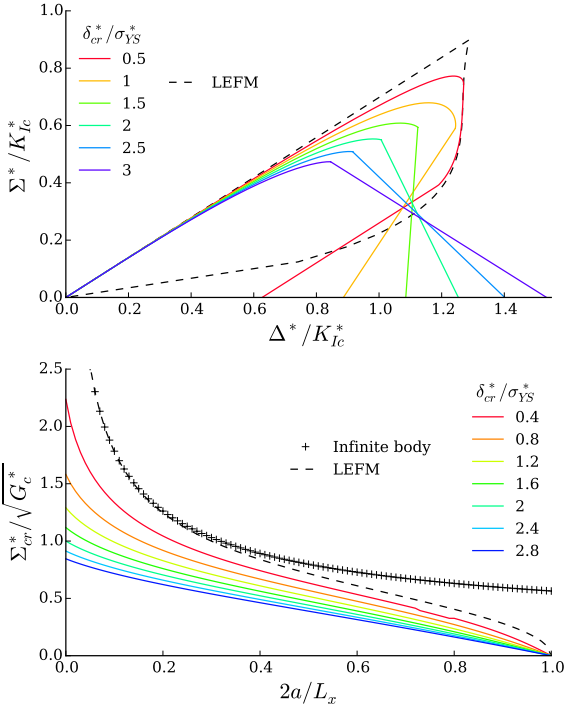 δ*cr/σ*YS
0.5
1
1.5
2
2.5
3
LEFM
Σ*/K*Ic
1.0
0.8
0.6
0.4
0.2
0.0
0.0 0.2 0.4 0.6 0.8 1.0 1.2 1.4
Δ*/K*Ic
δ*cr/σ*YS
0.4
0.8
1.2
1.6
2
2.4
2.8
Infinite body
LEFM
Σ*cr/√G*c
2.5
2.0
1.5
1.0
0.5
0.0
0.0 0.2 0.4 0.6 0.8 1.0
2a/Lx